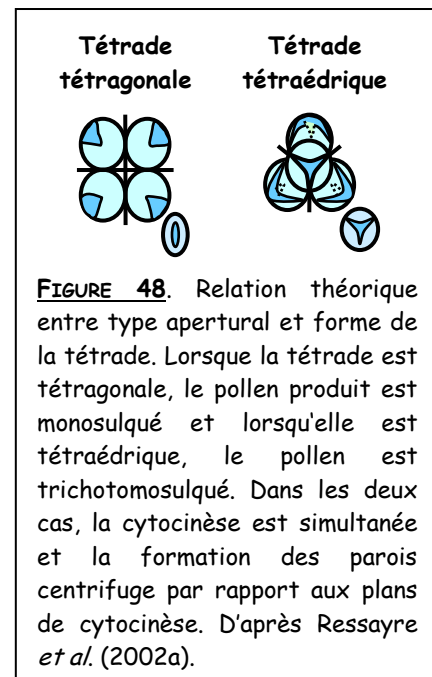 Tétrade Tétrade
tétragonale tétraédrique
FIGURE 48. Relation théorique
entre type apertural et forme de
la tétrade. Lorsque la tétrade est
tétragonale, le pollen produit est
monosulqué et lorsqu'elle est
tétraédrique, le pollen est
trichotomosulqué. Dans les deux
cas, la cytocinèse est simultanée
et la formation des parois
centrifuge par rapport aux plans
de cytocinèse. D'après Ressayre
et al. (2002a).